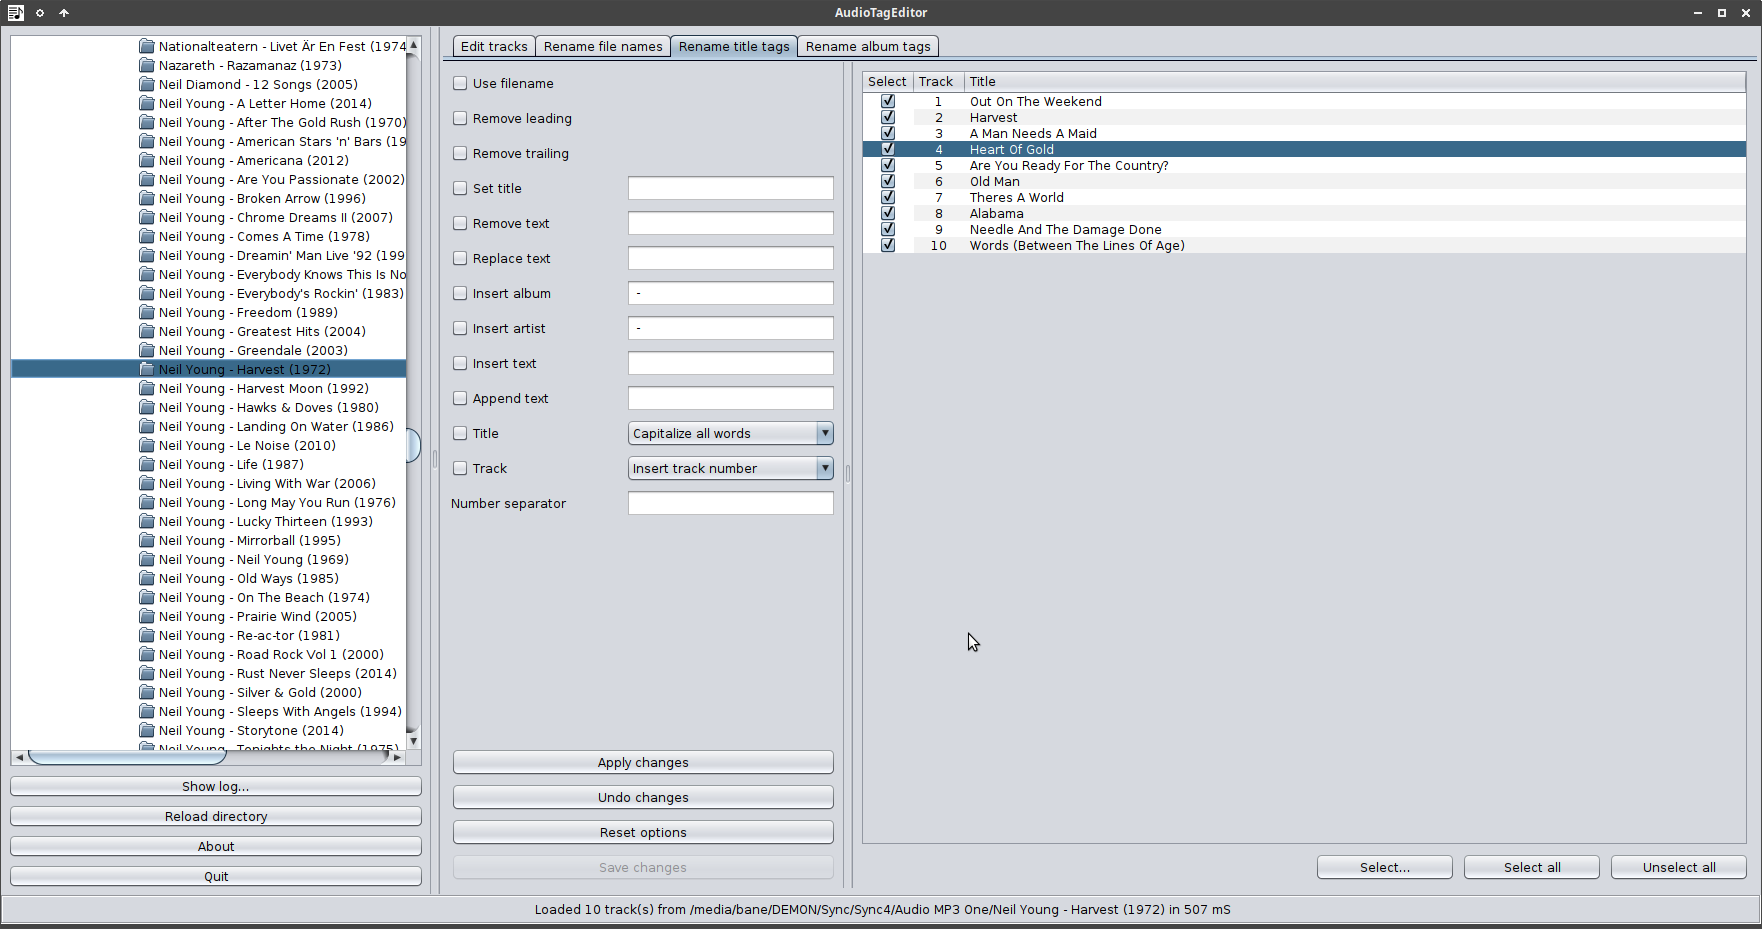 AudioTagEditor
Nationalteatern - Livet Är En Fest (1974
Nazareth - Razamanaz (1973)
Neil Diamond - 12 Songs (2005)
Neil Young - A Letter Home (2014)
Neil Young - After The Gold Rush (1970)
Neil Young - American Stars 'n' Bars (19
Neil Young - Americana (2012)
Neil Young - Are You Passionate (2002)
Neil Young - Broken Arrow (1996)
Neil Young - Chrome Dreams II (2007)
Neil Young - Comes A Time (1978)
Neil Young - Dreamin' Man Live '92 (199
Neil Young - Everybody Knows This Is No
Neil Young - Everybody's Rockin' (1983)
Neil Young - Freedom (1989)
Neil Young - Greatest Hits (2004)
Neil Young - Greendale (2003)
Neil Young - Harvest (1972)
Neil Young - Harvest Moon (1992)
Neil Young - Hawks & Doves (1980)
Neil Young - Landing On Water (1986)
Neil Young - Le Noise (2010)
Neil Young - Life (1987)
Neil Young - Living With War (2006)
Neil Young - Long May You Run (1976)
Neil Young - Lucky Thirteen (1993)
Neil Young - Mirrorball (1995)
Neil Young - Neil Young (1969)
Neil Young - Old Ways (1985)
Neil Young - On The Beach (1974)
Neil Young - Prairie Wind (2005)
Neil Young - Re-ac-tor (1981)
Neil Young - Road Rock Vol 1 (2000)
Neil Young - Rust Never Sleeps (2014)
Neil Young - Silver & Gold (2000)
Neil Young - Sleeps With Angels (1994)
Neil Young - Storytone (2014)
Neil Young - Tonights the Night (1975)
Show log...
Reload directory
About
Quit
Edit tracks Rename file names Rename title tags Rename album tags
Use filename
Remove leading
Remove trailing
Set title
Remove text
Replace text
Insert album -
Insert artist -
Insert text
Append text
Title Capitalize all words
Track Insert track number
Number separator
Apply changes
Undo changes
Reset options
Save changes
Select Track Title
1 Out On The Weekend
2 Harvest
3 A Man Needs A Maid
4 Heart Of Gold
5 Are You Ready For The Country?
6 Old Man
7 Theres A World
8 Alabama
9 Needle And The Damage Done
10 Words (Between The Lines Of Age)
Select... Select all Unselect all
Loaded 10 track(s) from /media/bane/DEMON/Sync/Sync4/Audio MP3 One/Neil Young - Harvest (1972) in 507 mS